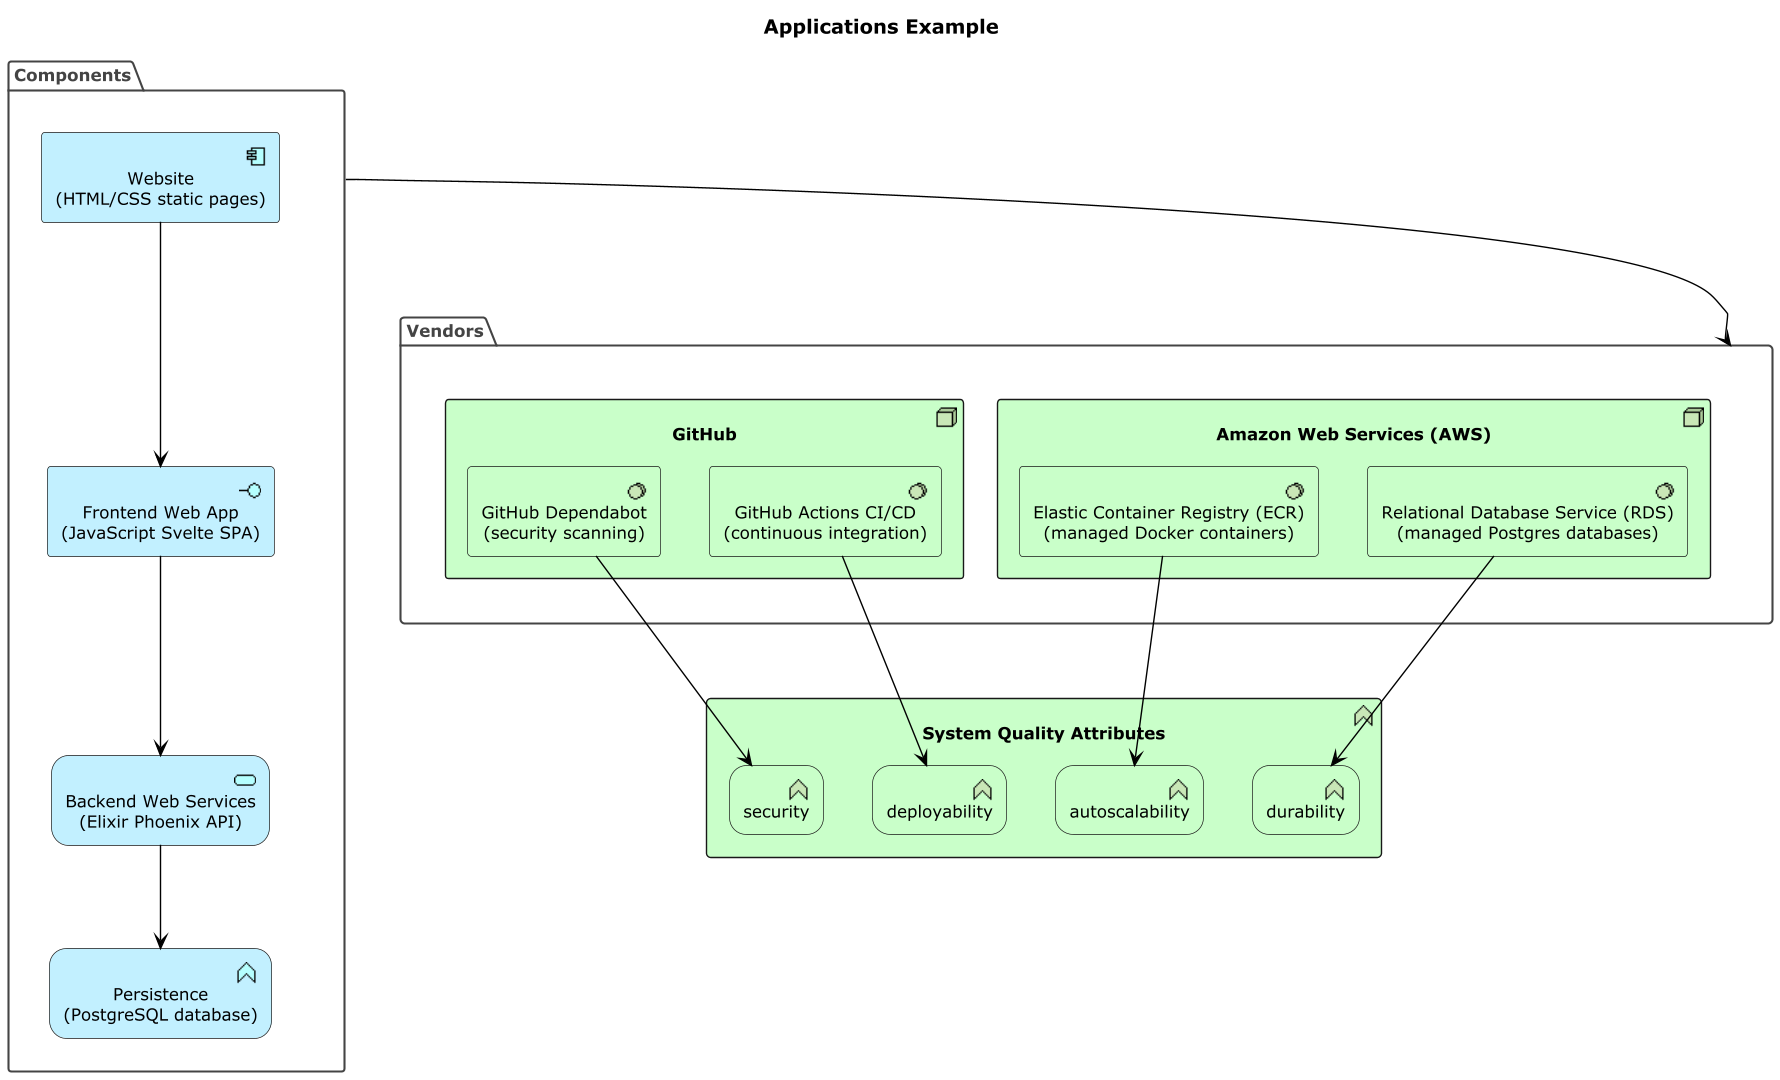 Applications Example
Components
Website
(HTML/CSS static pages)
Frontend Web App
(JavaScript Svelte SPA)
Backend Web Services
(Elixir Phoenix API)
Persistence
(PostgreSQL database)
Vendors
GitHub
GitHub Dependabot
(security scanning)
GitHub Actions CI/CD
(continuous integration)
Amazon Web Services (AWS)
Elastic Container Registry (ECR)
(managed Docker containers)
Relational Database Service (RDS)
(managed Postgres databases)
System Quality Attributes
security
deployability
autoscalability
durability